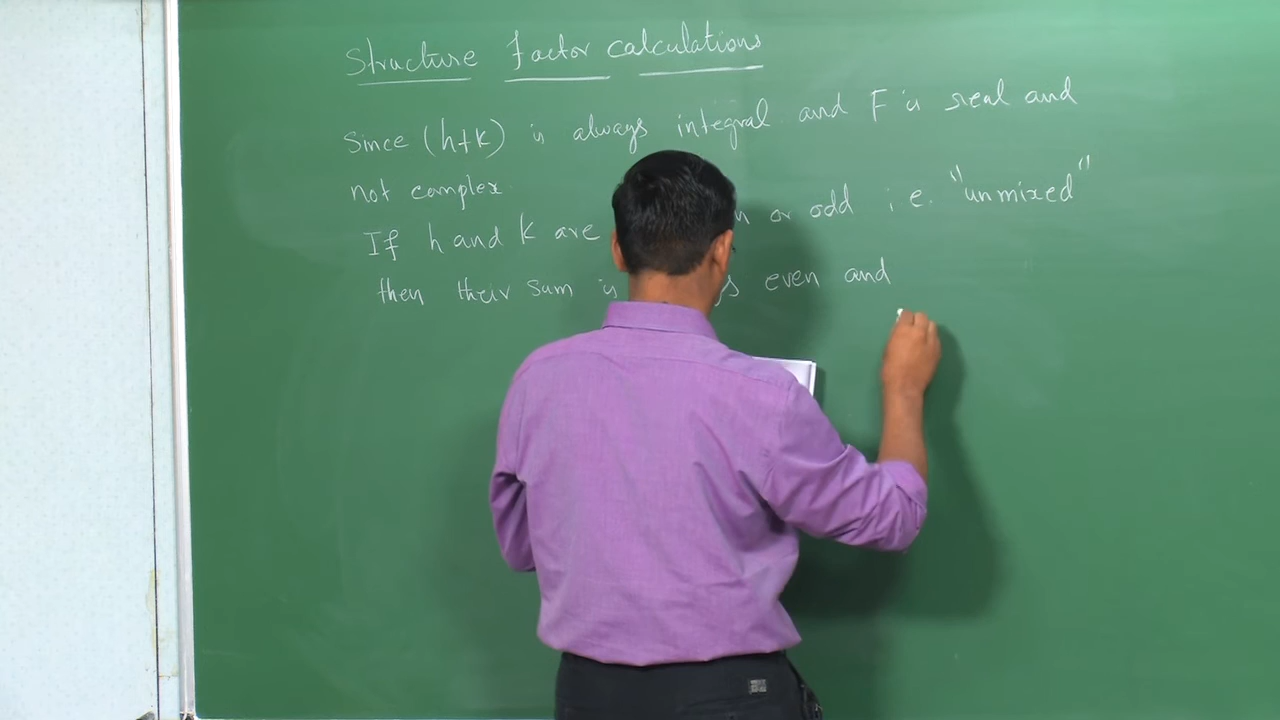 Structure factor calculations
Since (h+k) is always integral and F is real and
not complex
If h and k are or odd i.e. "unmixed"
then their sum is even and